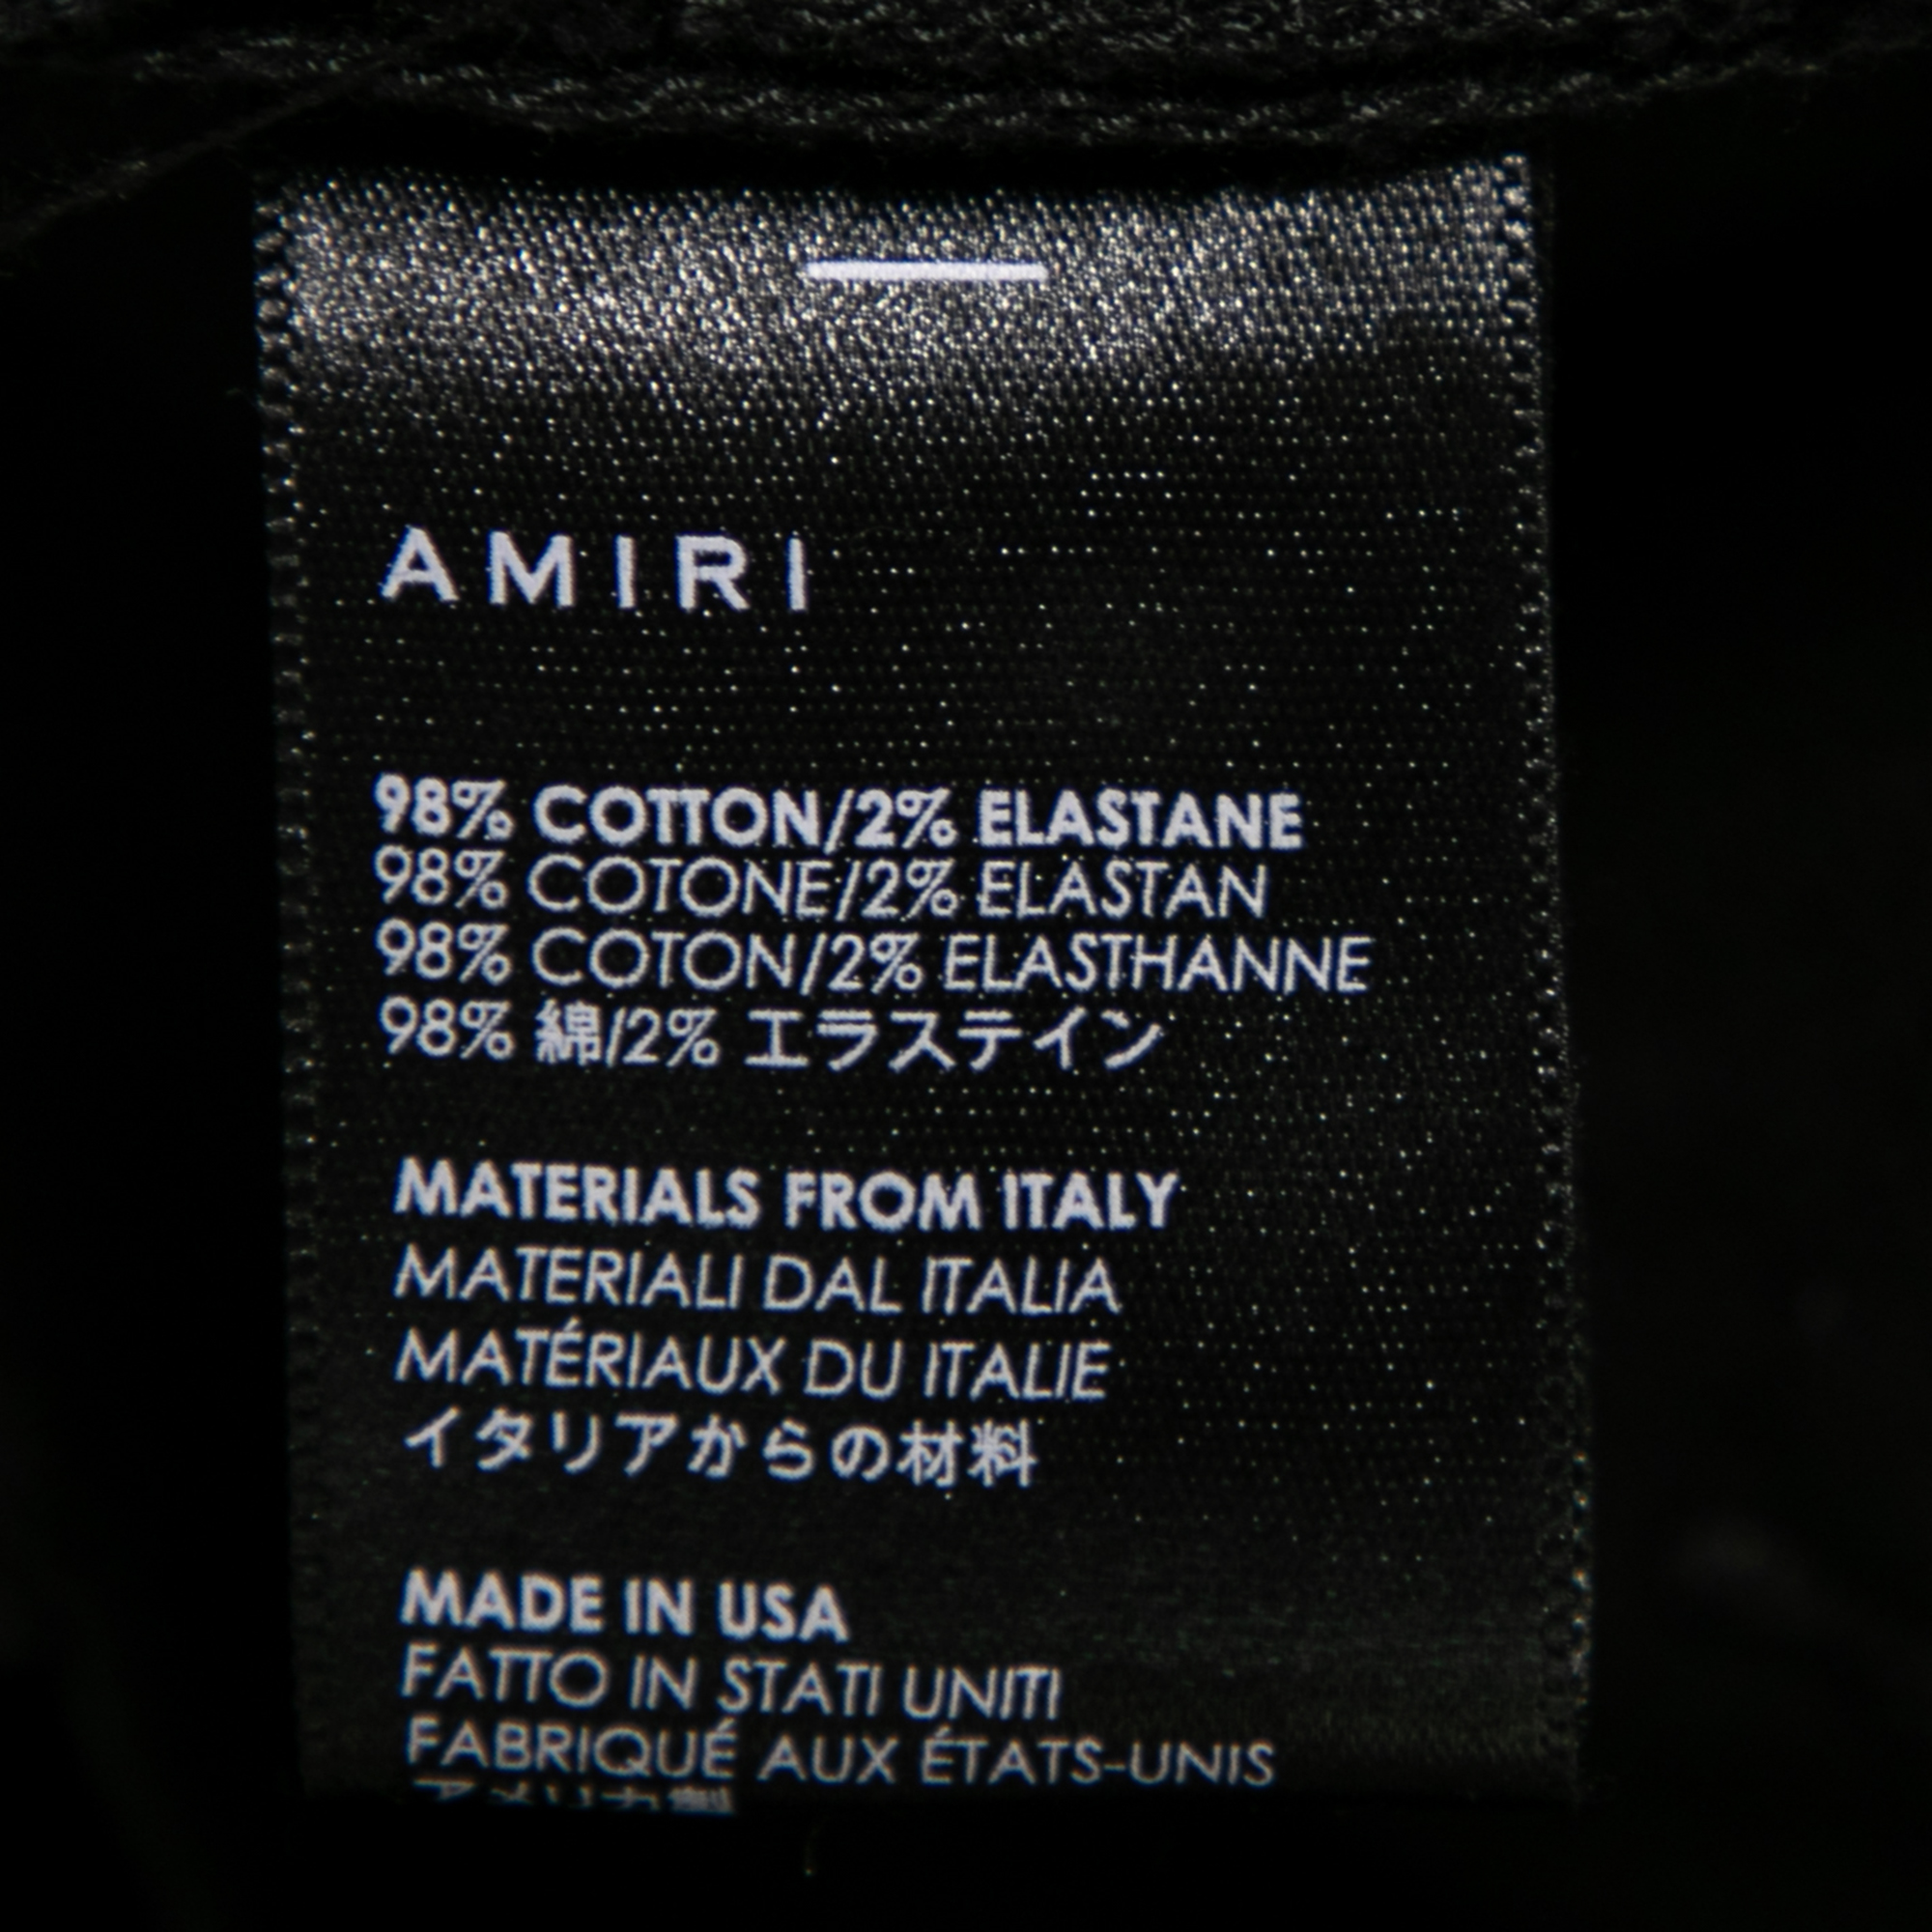 AMIRI
98% COTTON/2% ELASTANE
98% COTONE/2% ELASTAN
98% COTON/2% ELASTHANNE
98% 綿/2% エラステイン
MATERIALS FROM ITALY
MATERIALI DAL ITALIA
MATÉRIAUX DU ITALIE
イタリアからの材料
MADE IN USA
FATTO IN STATI UNITI
FABRIQUÉ AUX ÉTATS-UNIS